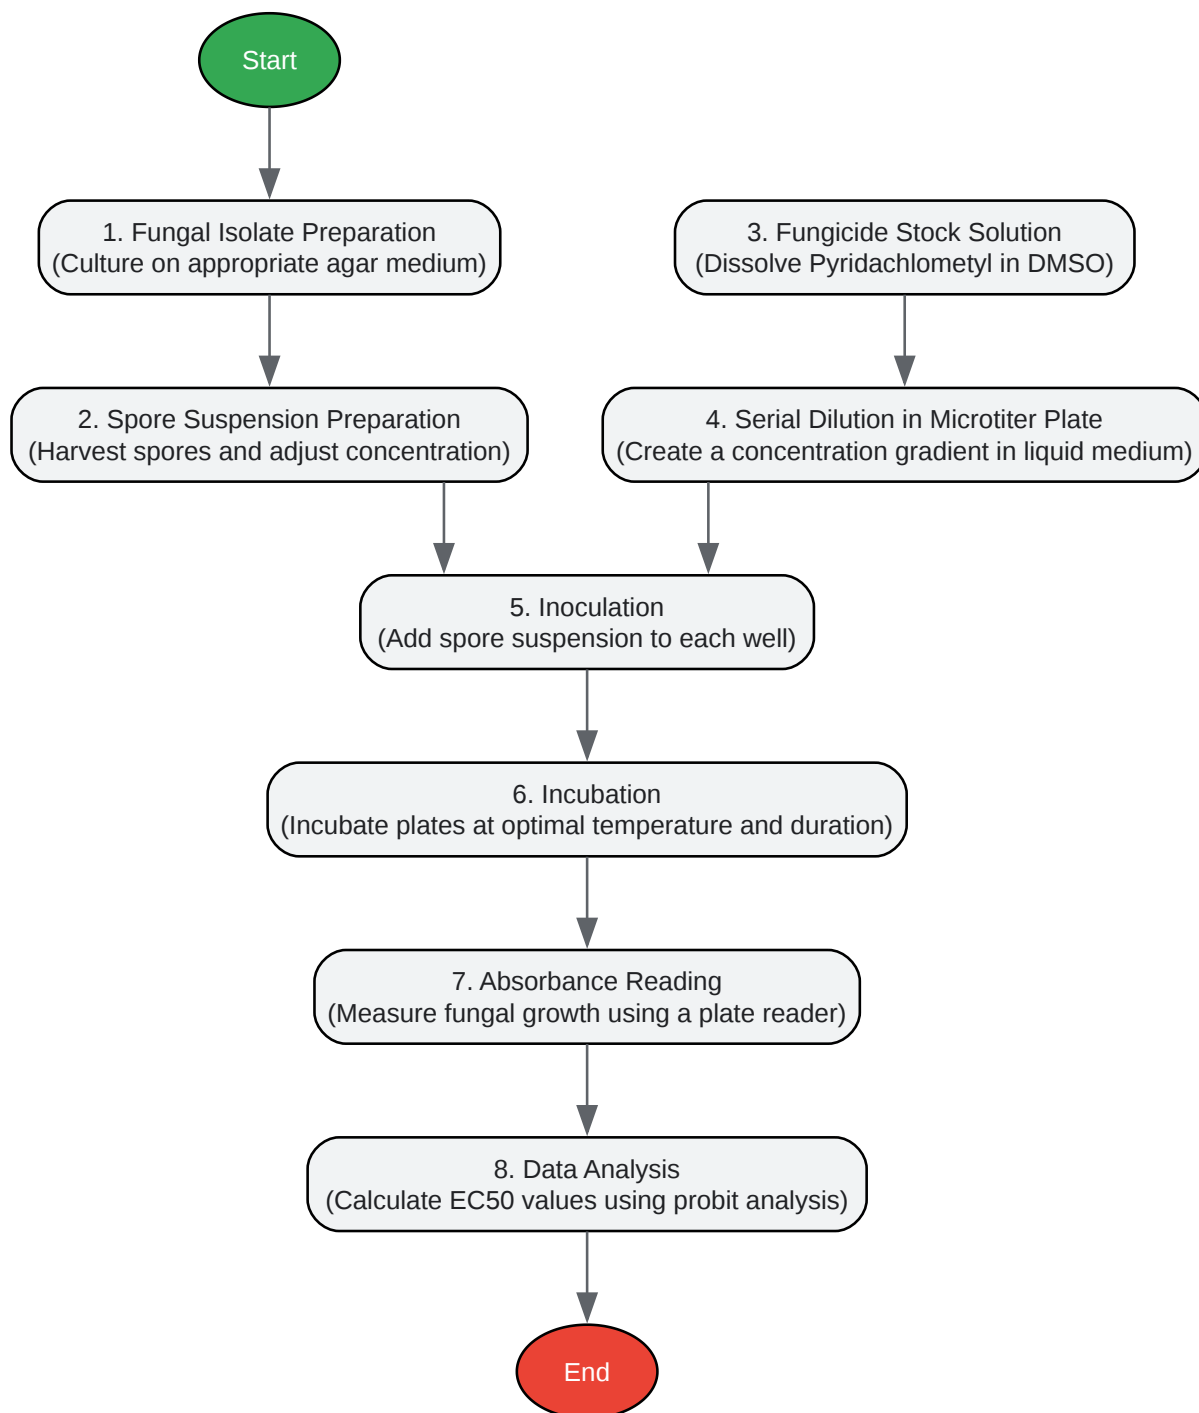 Start
1. Fungal Isolate Preparation
(Culture on appropriate agar medium)
3. Fungicide Stock Solution
(Dissolve Pyridachlometyl in DMSO)
2. Spore Suspension Preparation
(Harvest spores and adjust concentration)
4. Serial Dilution in Microtiter Plate
(Create a concentration gradient in liquid medium)
5. Inoculation
(Add spore suspension to each well)
6. Incubation
(Incubate plates at optimal temperature and duration)
7. Absorbance Reading
(Measure fungal growth using a plate reader)
8. Data Analysis
(Calculate EC50 values using probit analysis)
End